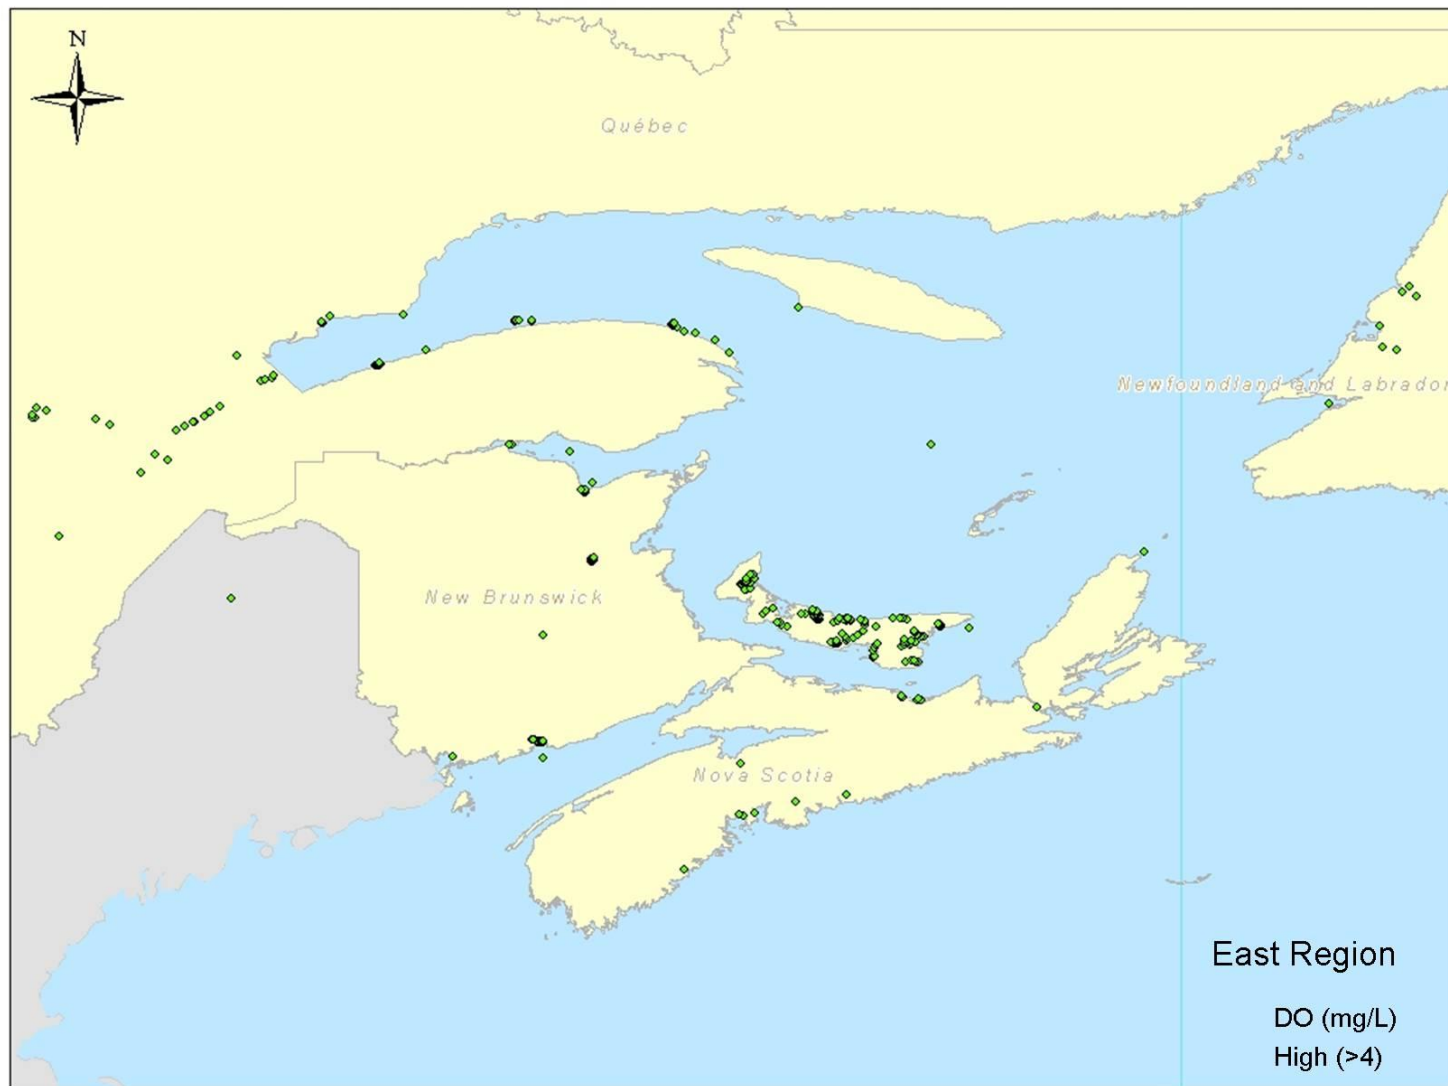 N
Québec
Newfoundland and Labrador
New Brunswick
Nova Scotia
East Region
DO (mg/L)
High (>4)